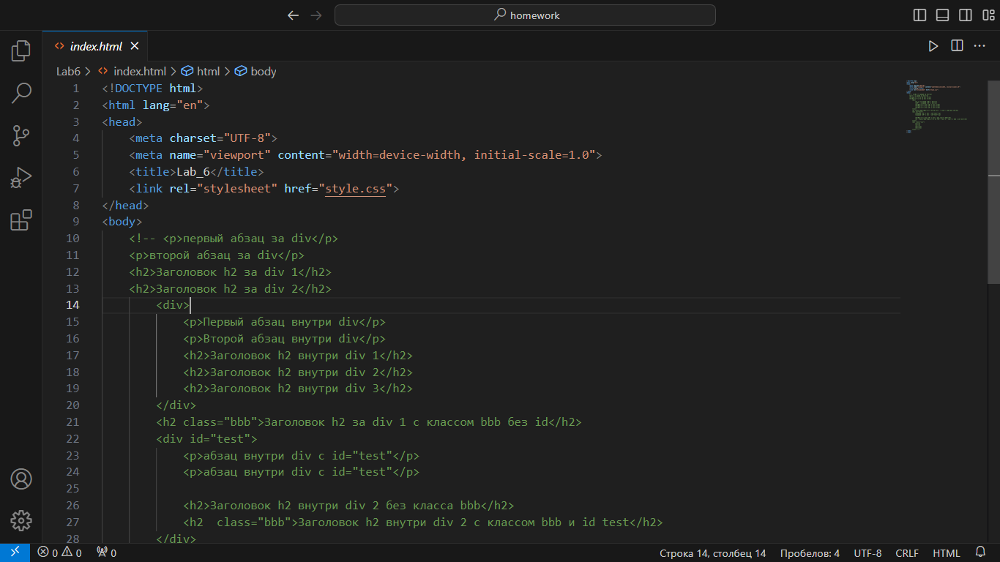 homework
index.html
Lab6 > index.html > html > body
1 <!DOCTYPE html>
2 <html lang="en">
3 <head>
4 <meta charset="UTF-8">
5 <meta name="viewport" content="width=device-width, initial-scale=1.0">
6 <title>Lab_6</title>
7 <link rel="stylesheet" href="style.css">
8 </head>
9 <body>
10 <!-- <p>первый абзац за div</p>
11 <p>второй абзац за div</p>
12 <h2>Заголовок h2 за div 1</h2>
13 <h2>Заголовок h2 за div 2</h2>
14 <div>
15 <p>Первый абзац внутри div</p>
16 <p>Второй абзац внутри div</p>
17 <h2>Заголовок h2 внутри div 1</h2>
18 <h2>Заголовок h2 внутри div 2</h2>
19 <h2>Заголовок h2 внутри div 3</h2>
20 </div>
21 <h2 class="bbb">Заголовок h2 за div 1 с классом bbb без id</h2>
22 <div id="test">
23 <p>абзац внутри div с id="test"</p>
24 <p>абзац внутри div с id="test"</p>
25
26 <h2>Заголовок h2 внутри div 2 без класса bbb</h2>
27 <h2  class="bbb">Заголовок h2 внутри div 2 с классом bbb и id test</h2>
28 </div>
0 0 0 Строка 14, столбец 14 Пробелов: 4 UTF-8 CRLF HTML